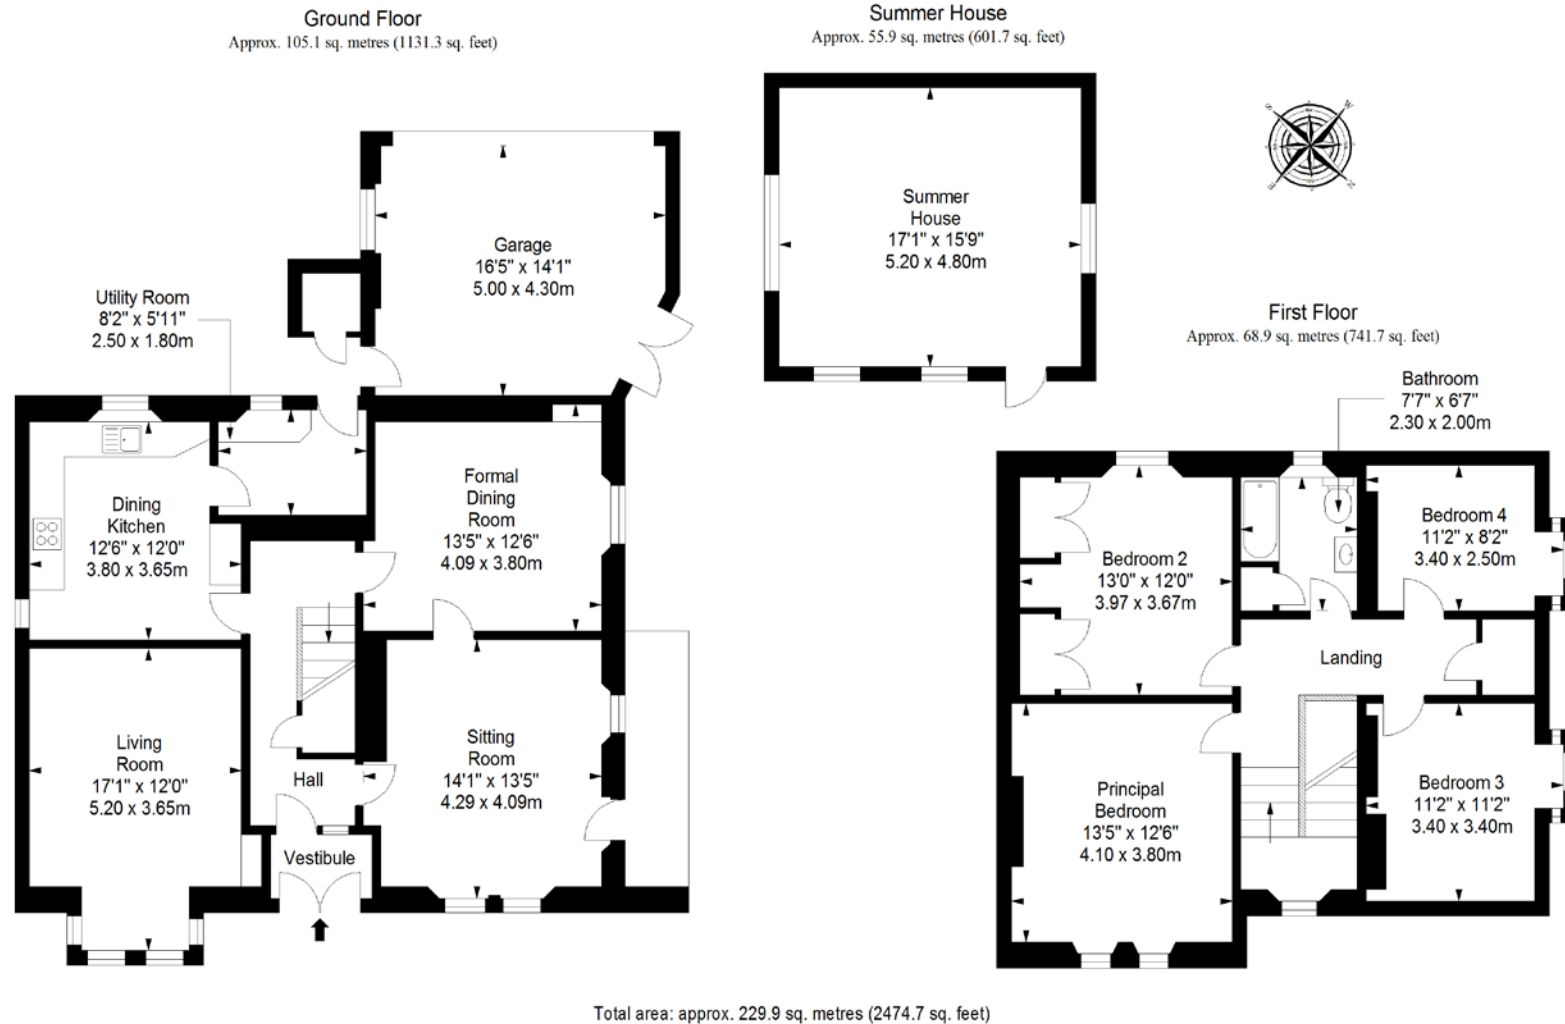 Ground Floor
Approx. 105.1 sq. metres (1131.3 sq. feet)
Summer House
Approx. 55.9 sq. metres (601.7 sq. feet)
S
W
E
N
Garage
16'5" x 14'1"
5.00 x 4.30m
Summer
House
17'1" x 15'9"
5.20 x 4.80m
Utility Room
8'2" x 5'11"
2.50 x 1.80m
First Floor
Approx. 68.9 sq. metres (741.7 sq. feet)
Bathroom
7'7" x 6'7"
2.30 x 2.00m
Dining
Kitchen
12'6" x 12'0"
3.80 x 3.65m
Formal
Dining
Room
13'5" x 12'6"
4.09 x 3.80m
Bedroom 2
13'0" x 12'0"
3.97 x 3.67m
Bedroom 4
11'2" x 8'2"
3.40 x 2.50m
Landing
Living
Room
17'1" x 12'0"
5.20 x 3.65m
Hall
Sitting
Room
14'1" x 13'5"
4.29 x 4.09m
Vestibule
Principal
Bedroom
13'5" x 12'6"
4.10 x 3.80m
Bedroom 3
11'2" x 11'2"
3.40 x 3.40m
Total area: approx. 229.9 sq. metres (2474.7 sq. feet)